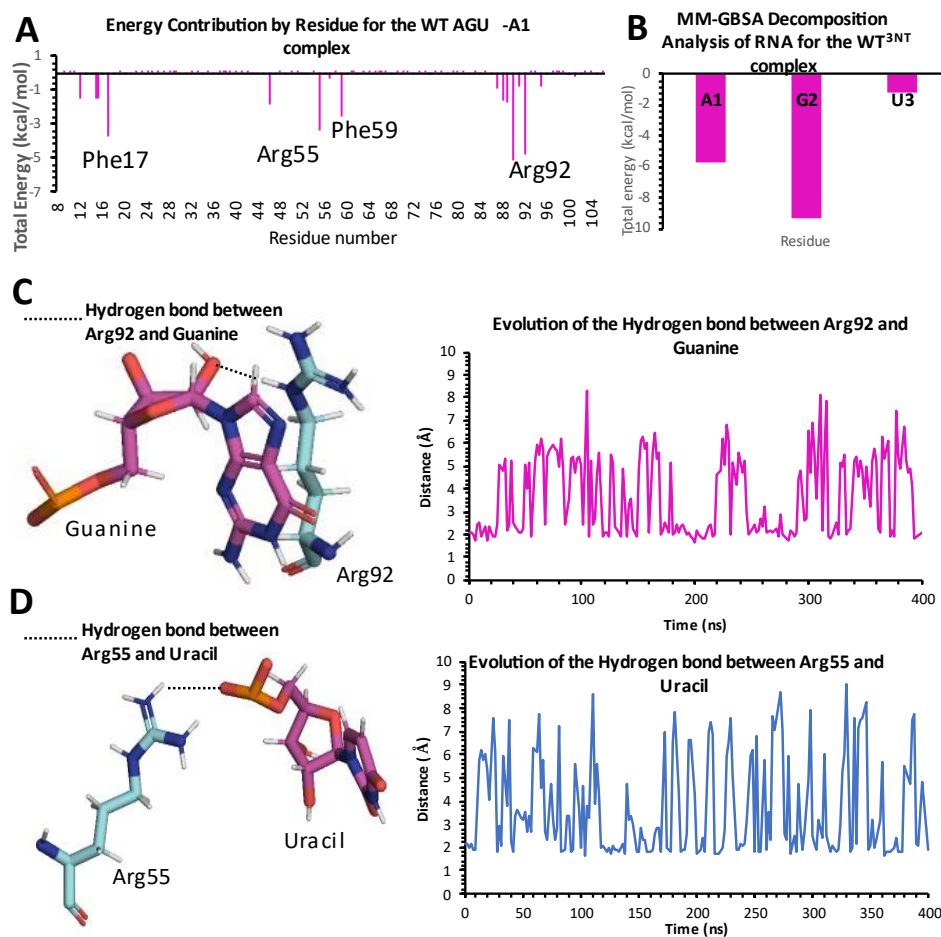 A
Energy Contribution by Residue for the WT AGU -A1
complex
Total Energy (kcal/mol)
1
-1
-3
-5
-7
Phe17
Arg55
Phe59
Arg92
8
12
16
20
24
28
32
36
40
44
48
52
56
60
64
68
72
76
80
84
88
92
96
100
104
Residue number
B
MM-GBSA Decomposition
Analysis of RNA for the WT3NT
complex
Total energy (kcal/mol)
0
-2
-4
-6
-8
-10
A1
G2
U3
Residue
C
Hydrogen bond between
Arg92 and Guanine
Guanine
Arg92
Evolution of the Hydrogen bond between Arg92 and
Guanine
Distance (Å)
10
9
8
7
6
5
4
3
2
1
0
0
100
200
300
400
Time (ns)
D
Hydrogen bond between
Arg55 and Uracil
Arg55
Uracil
Evolution of the Hydrogen bond between Arg55 and
Uracil
Distance ( Å)
10
9
8
7
6
5
4
3
2
1
0
0
50
100
150
200
250
300
350
400
Time (ns)